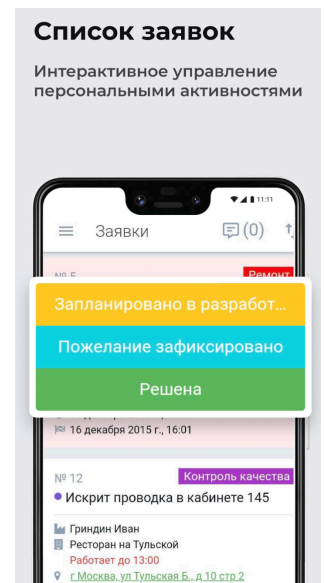 Список заявок
Интерактивное управление
персональными активностями
11:11
Заявки (0)
№ 5 Ремонт
Запланировано в разработ...
Пожелание зафиксировано
Решена
16 декабря 2015 г., 16:01
№ 12 Контроль качества
Искрит проводка в кабинете 145
Гриндин Иван
Ресторан на Тульской
Работает до 13:00
г Москва, ул Тульская Б., д 10 стр 2